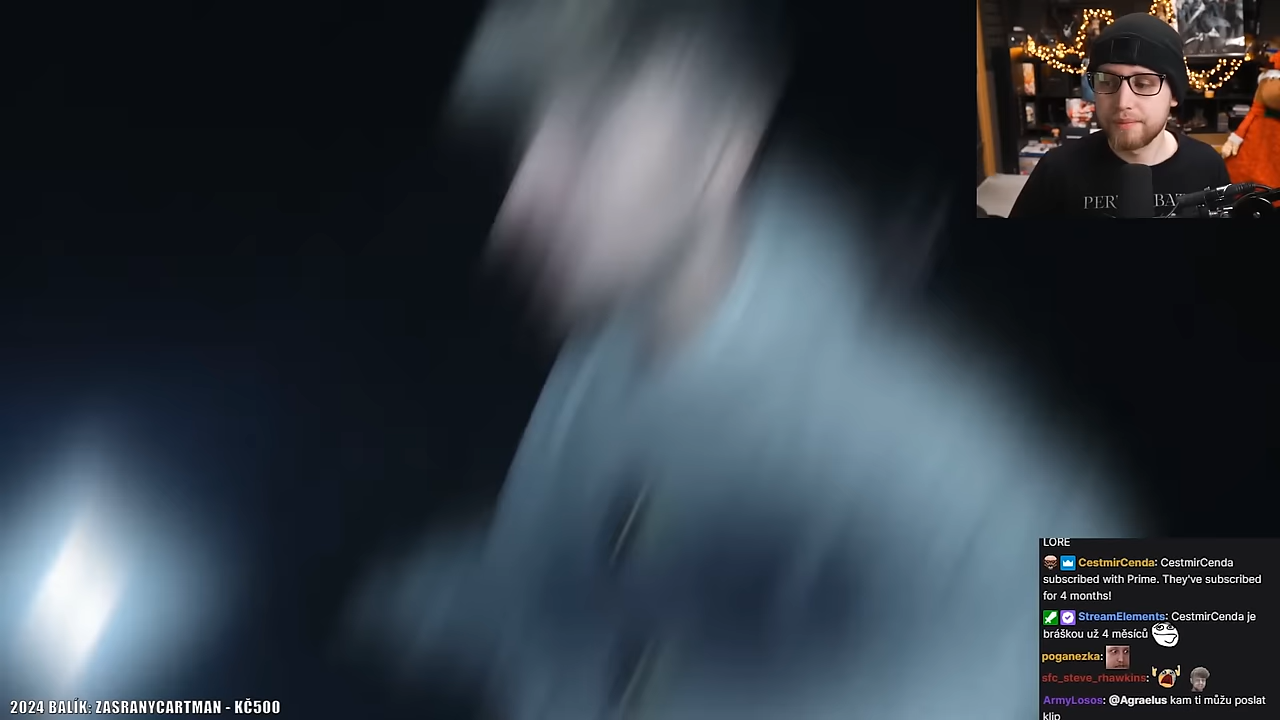 LORE
CestmirCenda: CestmirCenda
subscribed with Prime. They've subscribed
for 4 months!
StreamElements: CestmirCenda je
bráškou už 4 měsíců
poganezka:
sfc_steve_rhawkins:
ArmyLosos: @Agraelus kam ti můžu poslat
klip
2024 BALÍK: ZASRANYCARTMAN - KČ500